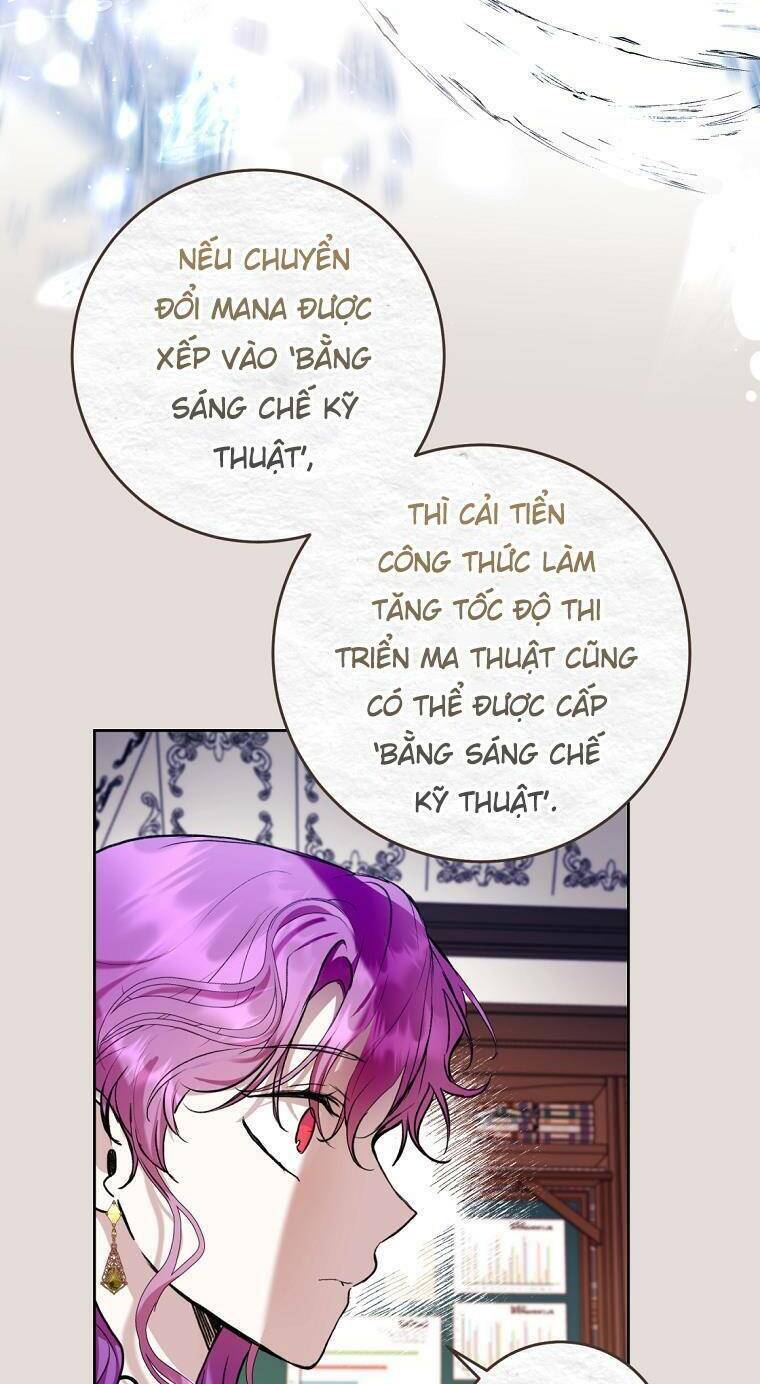 NẾU CHUYỂN
ĐỔI MANA ĐƯỢC
XẾP VÀO 'BẰNG
SÁNG CHẾ KỸ
THUẬT',
THÌ CẢI TIẾN
CÔNG THỨC LÀM
TĂNG TỐC ĐỘ THI
TRIỂN MA THUẬT CŨNG
CÓ THỂ ĐƯỢC CẤP
'BẰNG SÁNG CHẾ
KỸ THUẬT'.